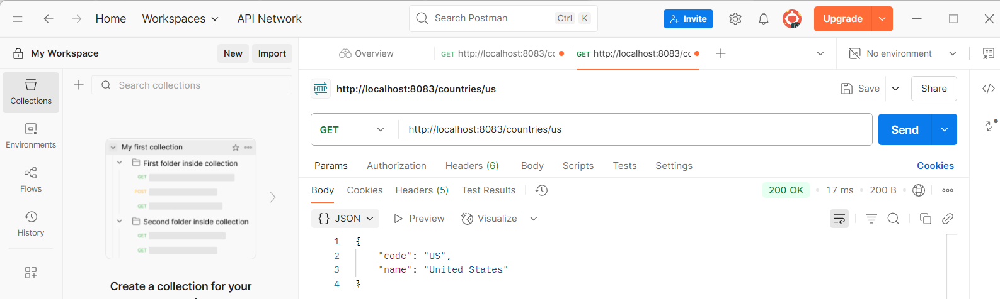 Home Workspaces API Network Search Postman Ctrl K Invite Upgrade
My Workspace New Import
Overview GET http://localhost:8083/cc GET http://localhost:8083/cc No environment
Search collections
Collections
Environments
Flows
History
My first collection
First folder inside collection
GET
POST
GET
Second folder inside collection
GET
GET
Create a collection for your
HTTP http://localhost:8083/countries/us Save Share
GET http://localhost:8083/countries/us Send
Params Authorization Headers (6) Body Scripts Tests Settings Cookies
Body Cookies Headers (5) Test Results 200 OK 17 ms 200 B
{} JSON Preview Visualize
1 {
2 "code": "US",
3 "name": "United States"
4 }